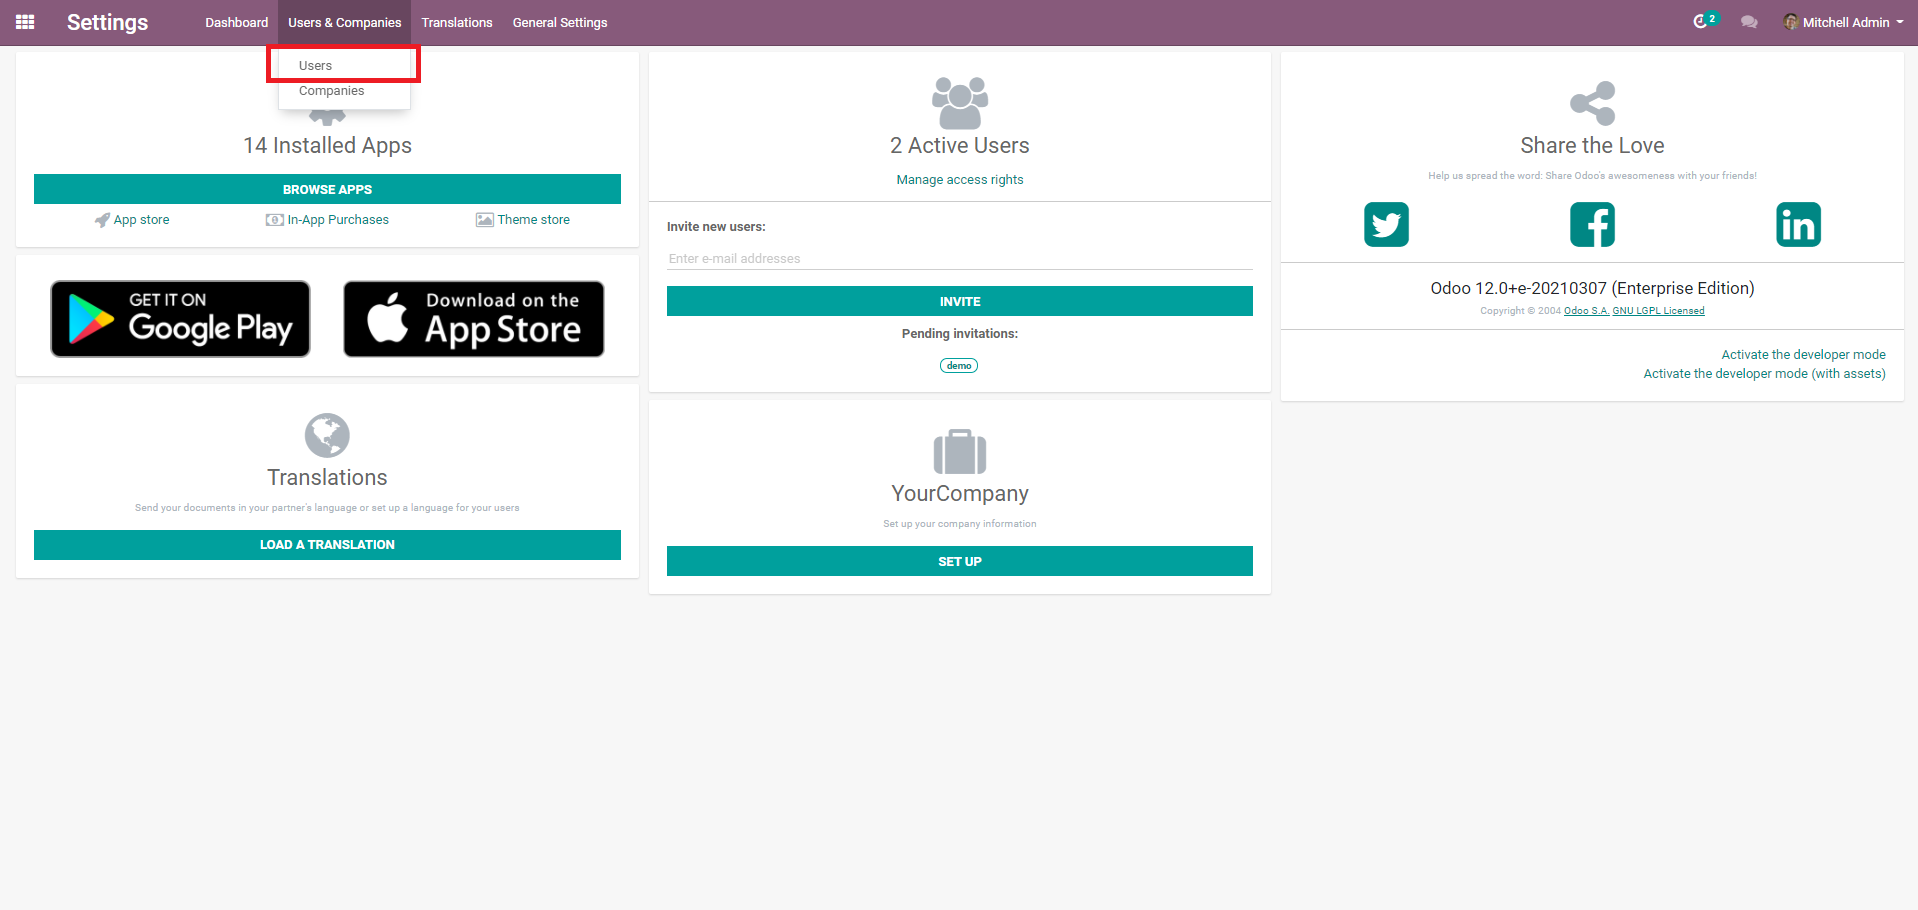 Settings
Dashboard
Users & Companies
Translations
General Settings
2
Mitchell Admin
Users
Companies
14 Installed Apps
BROWSE APPS
App store
In-App Purchases
Theme store
GET IT ON
Google Play
Download on the
App Store
Translations
Send your documents in your partner's language or set up a language for your users
LOAD A TRANSLATION
2 Active Users
Manage access rights
Invite new users:
Enter e-mail addresses
INVITE
Pending invitations:
demo
YourCompany
Set up your company information
SET UP
Share the Love
Help us spread the word: Share Odoo's awesomeness with your friends!
Odoo 12.0+e-20210307 (Enterprise Edition)
Copyright © 2004 Odoo S.A. GNU LGPL Licensed
Activate the developer mode
Activate the developer mode (with assets)